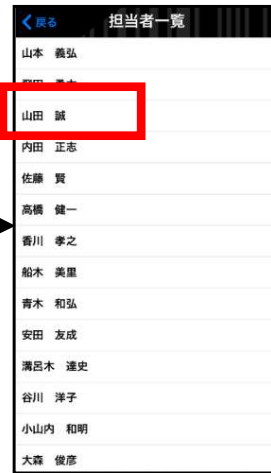 戻る 担当者一覧
山本 義弘
山田 誠
内田 正志
佐藤 賢
高橋 健一
香川 孝之
船木 美里
青木 和弘
安田 友成
溝呂木 達史
谷川 洋子
小山内 和明
大森 俊彦